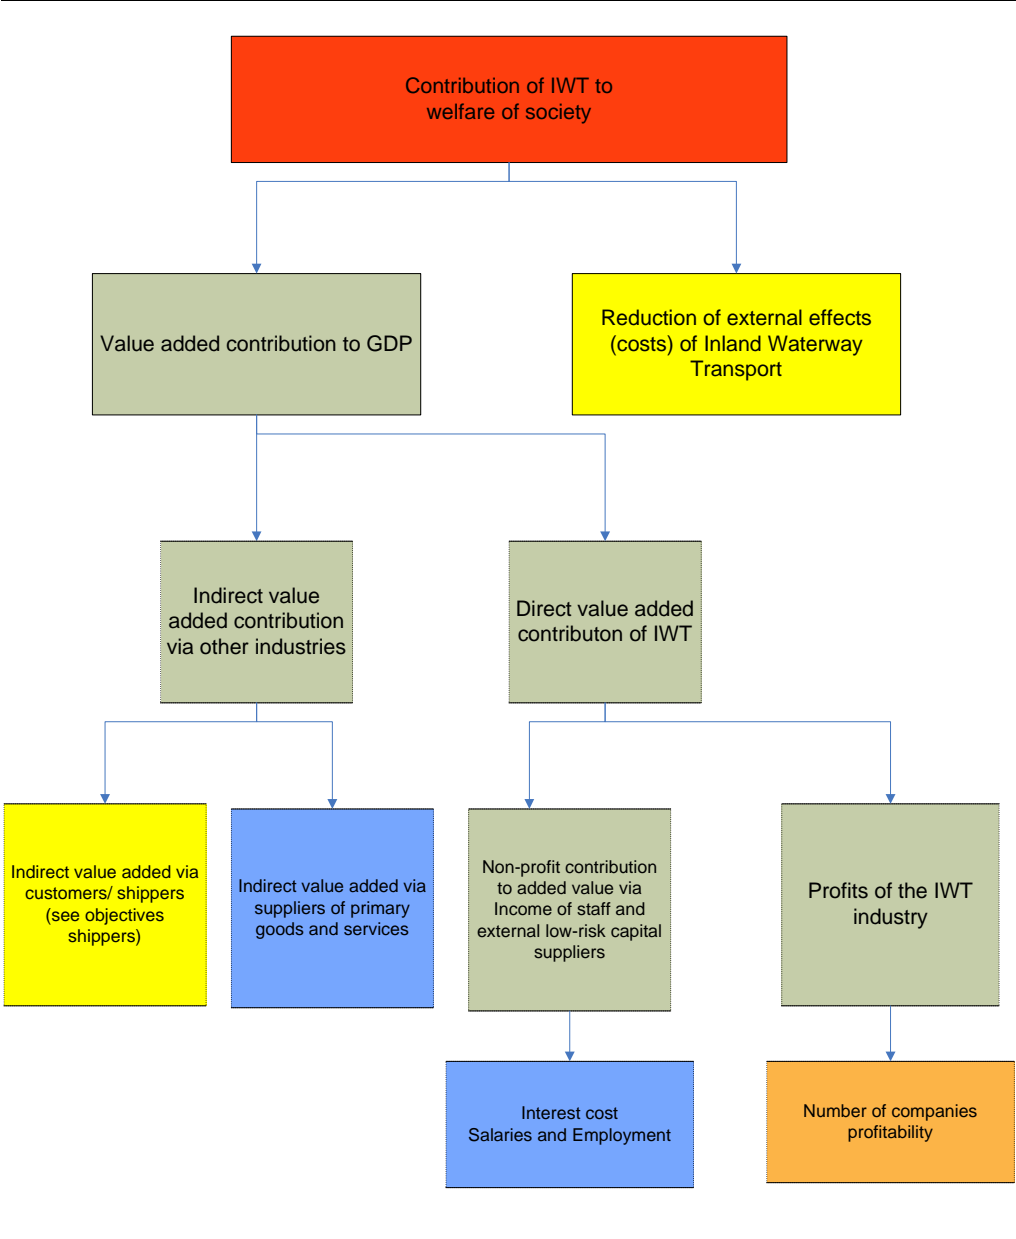 Contribution of IWT to
welfare of society
Value added contribution to GDP
Reduction of external effects
(costs) of Inland Waterway
Transport
Indirect value
added contribution
via other industries
Direct value added
contributon of IWT
Indirect value added via
customers/ shippers
(see objectives
shippers)
Indirect value added via
suppliers of primary
goods and services
Non-profit contribution
to added value via
Income of staff and
external low-risk capital
suppliers
Profits of the IWT
industry
Interest cost
Salaries and Employment
Number of companies
profitability